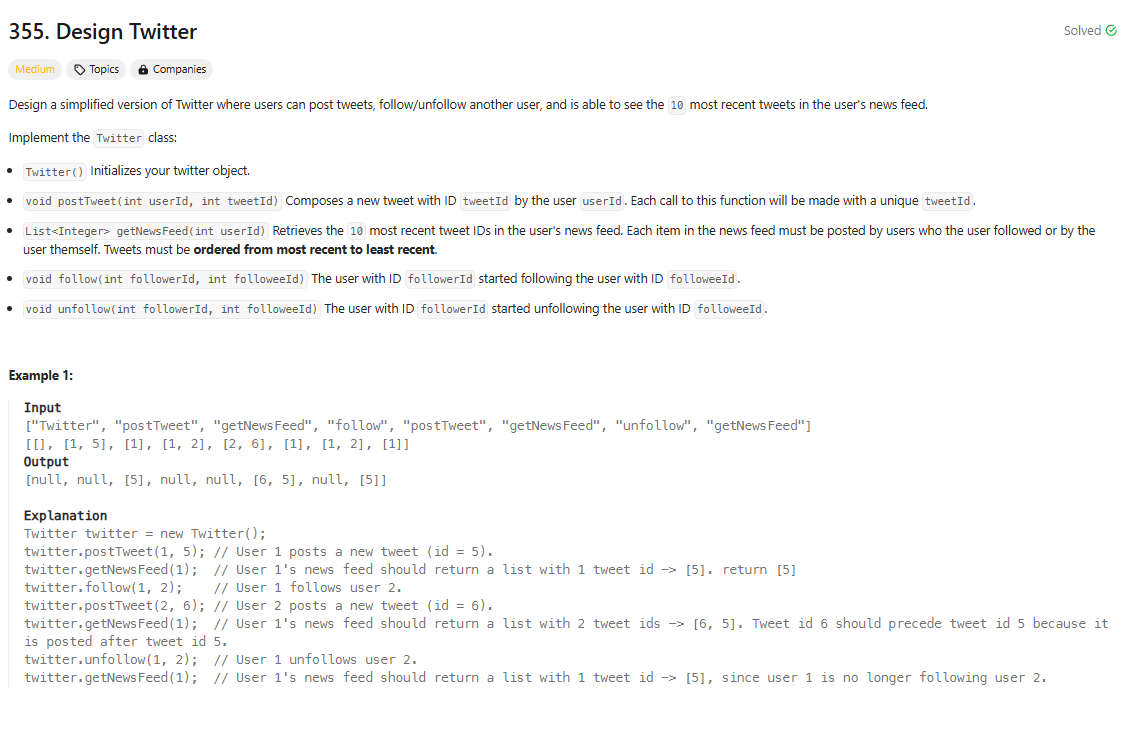 355. Design Twitter
Solved
Medium Topics Companies
Design a simplified version of Twitter where users can post tweets, follow/unfollow another user, and is able to see the 10 most recent tweets in the user's news feed.
Implement the Twitter class:
• Twitter() Initializes your twitter object.
• void postTweet(int userId, int tweetId) Composes a new tweet with ID tweetId by the user userId. Each call to this function will be made with a unique tweetId.
• List<Integer> getNewsFeed(int userId) Retrieves the 10 most recent tweet IDs in the user's news feed. Each item in the news feed must be posted by users who the user followed or by the
user themself. Tweets must be ordered from most recent to least recent.
• void follow(int followerId, int followeeId) The user with ID followerId started following the user with ID followeeId.
• void unfollow(int followerId, int followeeId) The user with ID followerId started unfollowing the user with ID followeeId.
Example 1:
Input
["Twitter", "postTweet", "getNewsFeed", "follow", "postTweet", "getNewsFeed", "unfollow", "getNewsFeed"]
[[], [1, 5], [1], [1, 2], [2, 6], [1], [1, 2], [1]]
Output
[null, null, [5], null, null, [6, 5], null, [5]]
Explanation
Twitter twitter = new Twitter();
twitter.postTweet(1, 5); // User 1 posts a new tweet (id = 5).
twitter.getNewsFeed(1);  // User 1's news feed should return a list with 1 tweet id -> [5]. return [5]
twitter.follow(1, 2);    // User 1 follows user 2.
twitter.postTweet(2, 6); // User 2 posts a new tweet (id = 6).
twitter.getNewsFeed(1);  // User 1's news feed should return a list with 2 tweet ids -> [6, 5]. Tweet id 6 should precede tweet id 5 because it
is posted after tweet id 5.
twitter.unfollow(1, 2);  // User 1 unfollows user 2.
twitter.getNewsFeed(1);  // User 1's news feed should return a list with 1 tweet id -> [5], since user 1 is no longer following user 2.